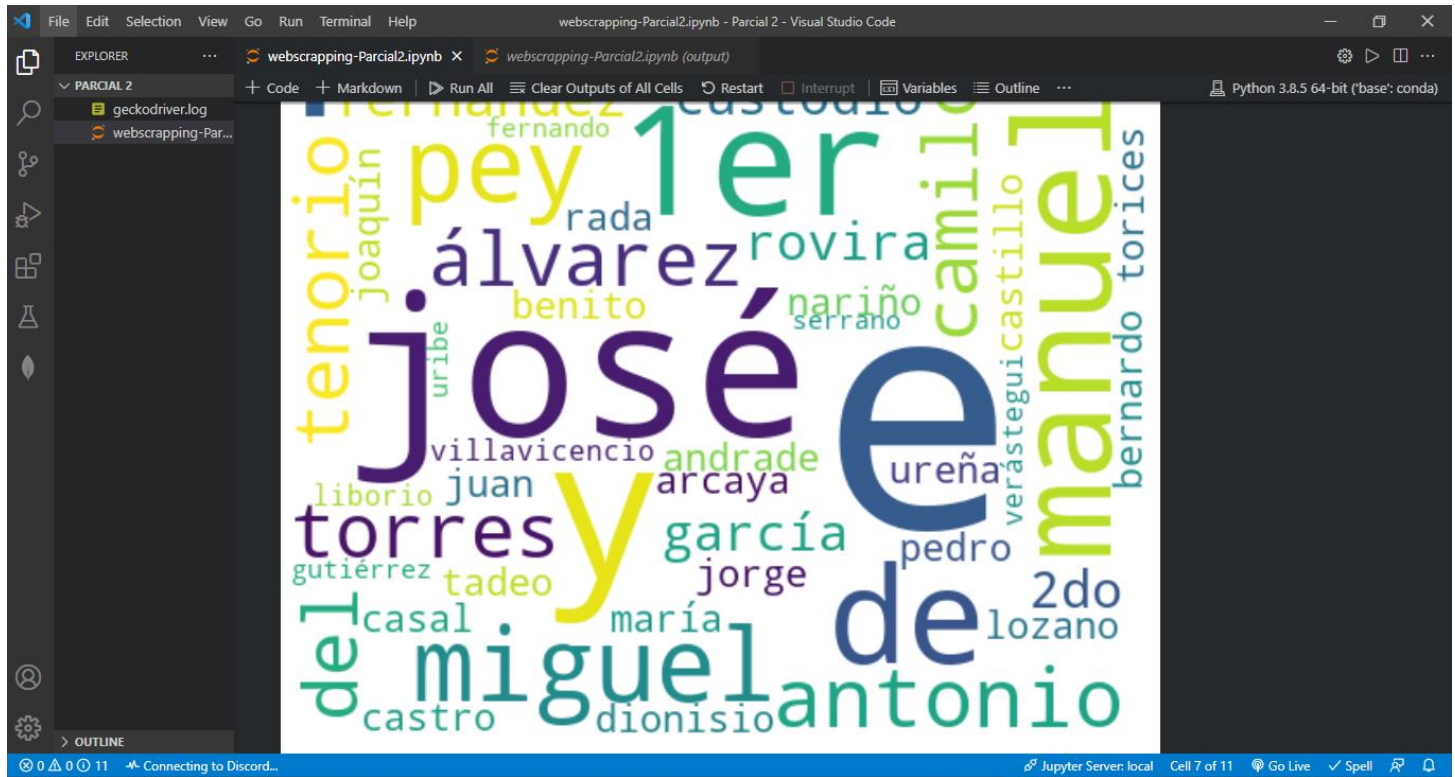 File Edit Selection View Go Run Terminal Help webscrapping-Parcial2.ipynb - Parcial 2 - Visual Studio Code
EXPLORER
webscrapping-Parcial2.ipynb
webscrapping-Parcial2.ipynb (output)
PARCIAL 2
geckodriver.log
webscrapping-Par...
OUTLINE
+ Code + Markdown Run All Clear Outputs of All Cells Restart Interrupt Variables Outline ... Python 3.8.5 64-bit ('base': conda)
fernández
custodio
fernando
1er
pey
tenorio
joaquín
rada
álvarez
rovira
camilo
castillo
manuel
bernardo
torices
benito
nariño
serrano
uribe
josé
e
villavicencio
andrade
ureña
verástegui
juan
arcaya
liborio
y
torres
garcía
pedro
gutiérrez
tadeo
jorge
2do
del
casal
maría
de
lozano
miguel
antonio
castro
dionisio
0 0 11 Connecting to Discord... Jupyter Server: local Cell 7 of 11 Go Live Spell